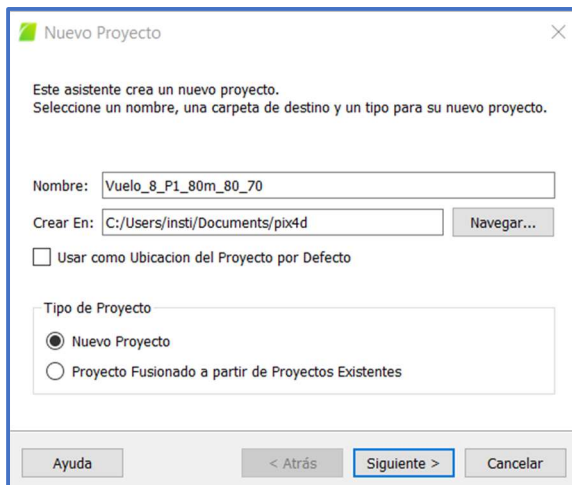 Nuevo Proyecto
Este asistente crea un nuevo proyecto.
Seleccione un nombre, una carpeta de destino y un tipo para su nuevo proyecto.
Nombre: Vuelo_8_P1_80m_80_70
Crear En: C:/Users/insti/Documents/pix4d Navegar...
Usar como Ubicacion del Proyecto por Defecto
Tipo de Proyecto
Nuevo Proyecto
Proyecto Fusionado a partir de Proyectos Existentes
Ayuda < Atrás Siguiente > Cancelar